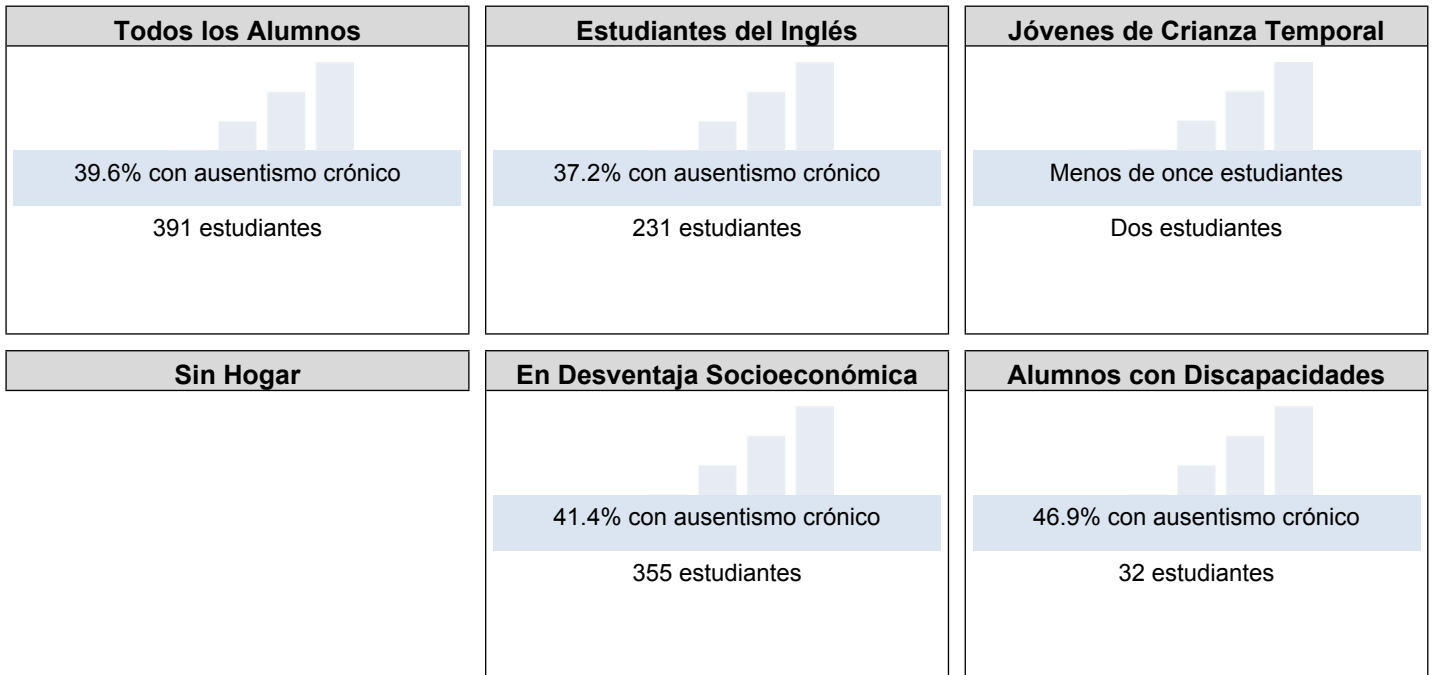 Todos los Alumnos
39.6% con ausentismo crónico
391 estudiantes
Estudiantes del Inglés
37.2% con ausentismo crónico
231 estudiantes
Jóvenes de Crianza Temporal
Menos de once estudiantes
Dos estudiantes
Sin Hogar
En Desventaja Socioeconómica
41.4% con ausentismo crónico
355 estudiantes
Alumnos con Discapacidades
46.9% con ausentismo crónico
32 estudiantes